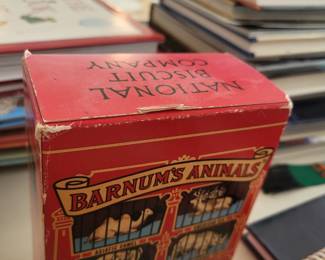 NATIONAL
BISCUIT
COMPANY
BARNUM'S ANIMALS